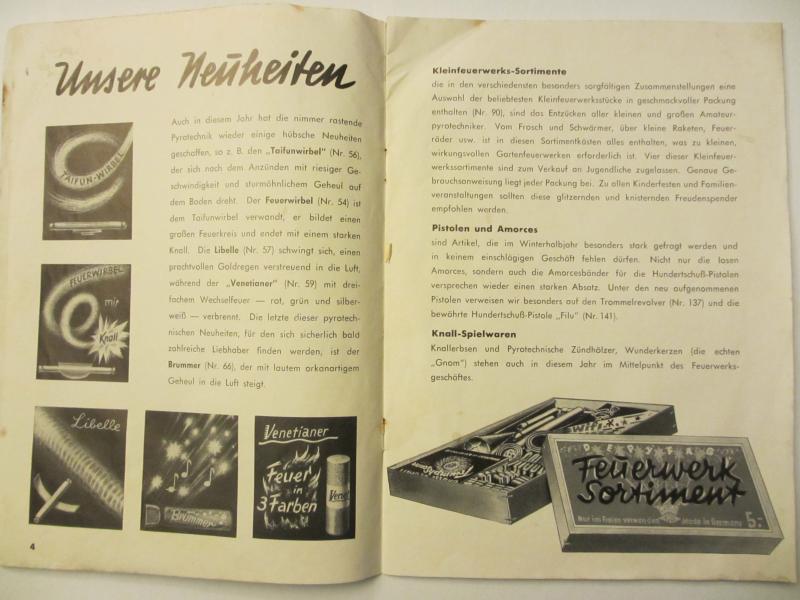 Unsere Neuheiten
Auch in diesem Jahr hat die nimmer rastende
Pyrotechnik wieder einige hübsche Neuheiten
geschaffen, so z. B. den „Taifunwirbel" (Nr. 56),
der sich nach dem Anzünden mit riesiger Ge-
schwindigkeit und sturmähnlichem Geheul auf
dem Boden dreht. Der Feuerwirbel (Nr. 54) ist
dem Taifunwirbel verwandt, er bildet einen
großen Feuerkreis und endet mit einem starken
Knall. Die Libelle (Nr. 57) schwingt sich, einen
prachtvollen Goldregen verstreuend in die Luft,
während der „Venetianer" (Nr. 59) mit drei-
fachem Wechselfeuer — rot, grün und silber-
weiß — verbrennt. Die letzte dieser pyrotech-
nischen Neuheiten, für den sich sicherlich bald
zahlreiche Liebhaber finden werden, ist der
Brummer (Nr. 66), der mit lautem orkanartigem
Geheul in die Luft steigt.
TAIFUN-WIRBEL
FEUERWIRBEL
mit
Knall
Libelle
Brummer
Venetianer
Feuer
in
3 Farben
Venet
4
Kleinfeuerwerks-Sortimente
die in den verschiedensten besonders sorgfältigen Zusammenstellungen eine
Auswahl der beliebtesten Kleinfeuerwerksstücke in geschmackvoller Packung
enthalten (Nr. 90), sind das Entzücken aller kleinen und großen Amateur-
pyrotechniker. Vom Frosch und Schwärmer, über kleine Raketen, Feuer-
räder usw. ist in diesen Sortimentkästen alles enthalten, was zu kleinen,
wirkungsvollen Gartenfeuerwerken erforderlich ist. Vier dieser Kleinfeuer-
werkssortimente sind zum Verkauf an Jugendliche zugelassen. Genaue Ge-
brauchsanweisung liegt jeder Packung bei. Zu allen Kinderfesten und Familien-
veranstaltungen sollten diese glitzernden und knisternden Freudenspender
empfohlen werden.
Pistolen und Amorces
sind Artikel, die im Winterhalbjahr besonders stark gefragt werden und
in keinem einschlägigen Geschäft fehlen dürfen. Nicht nur die losen
Amorces, sondern auch die Amorcesbänder für die Hundertschuß-Pistolen
versprechen wieder einen starken Absatz. Unter den neu aufgenommenen
Pistolen verweisen wir besonders auf den Trommelrevolver (Nr. 137) und die
bewährte Hundertschuß-Pistole „Filu" (Nr. 141).
Knall-Spielwaren
Knallerbsen und Pyrotechnische Zündhölzer, Wunderkerzen (die echten
„Gnom") stehen auch in diesem Jahr im Mittelpunkt des Feuerwerks-
geschäftes.
DEPYFAG
Feuerwerk
Sortiment
Nur im Freien verwenden
Made in Germany
5.-